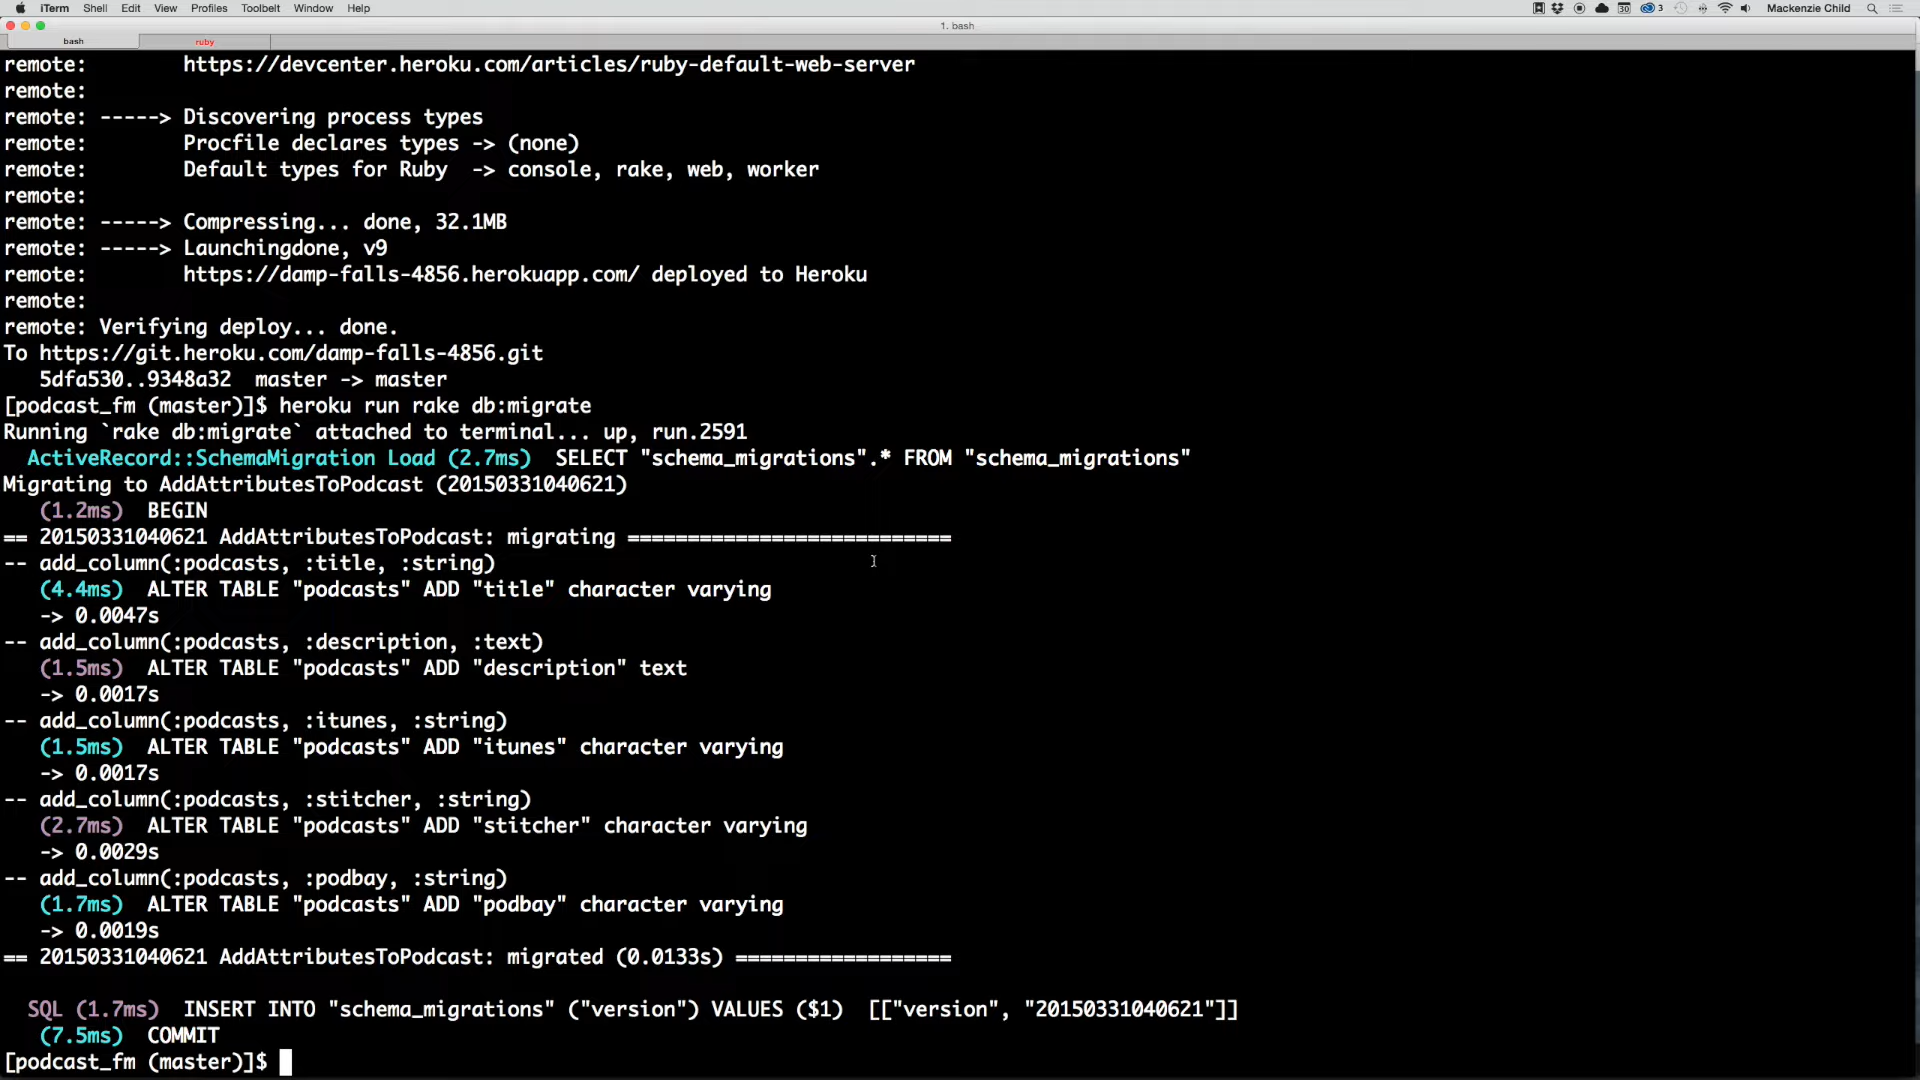 iTerm Shell Edit View Profiles Toolbelt Window Help 30 3 Mackenzie Child
1. bash
bash ruby
remote:        https://devcenter.heroku.com/articles/ruby-default-web-server
remote:
remote: -----> Discovering process types
remote:        Procfile declares types -> (none)
remote:        Default types for Ruby  -> console, rake, web, worker
remote:
remote: -----> Compressing... done, 32.1MB
remote: -----> Launchingdone, v9
remote:        https://damp-falls-4856.herokuapp.com/ deployed to Heroku
remote:
remote: Verifying deploy... done.
To https://git.heroku.com/damp-falls-4856.git
   5dfa530..9348a32  master -> master
[podcast_fm (master)]$ heroku run rake db:migrate
Running `rake db:migrate` attached to terminal... up, run.2591
  ActiveRecord::SchemaMigration Load (2.7ms)  SELECT "schema_migrations".* FROM "schema_migrations"
Migrating to AddAttributesToPodcast (20150331040621)
   (1.2ms)  BEGIN
== 20150331040621 AddAttributesToPodcast: migrating ===========================
-- add_column(:podcasts, :title, :string)
   (4.4ms)  ALTER TABLE "podcasts" ADD "title" character varying
   -> 0.0047s
-- add_column(:podcasts, :description, :text)
   (1.5ms)  ALTER TABLE "podcasts" ADD "description" text
   -> 0.0017s
-- add_column(:podcasts, :itunes, :string)
   (1.5ms)  ALTER TABLE "podcasts" ADD "itunes" character varying
   -> 0.0017s
-- add_column(:podcasts, :stitcher, :string)
   (2.7ms)  ALTER TABLE "podcasts" ADD "stitcher" character varying
   -> 0.0029s
-- add_column(:podcasts, :podbay, :string)
   (1.7ms)  ALTER TABLE "podcasts" ADD "podbay" character varying
   -> 0.0019s
== 20150331040621 AddAttributesToPodcast: migrated (0.0133s) ==================
  SQL (1.7ms)  INSERT INTO "schema_migrations" ("version") VALUES ($1)  [["version", "20150331040621"]]
   (7.5ms)  COMMIT
[podcast_fm (master)]$